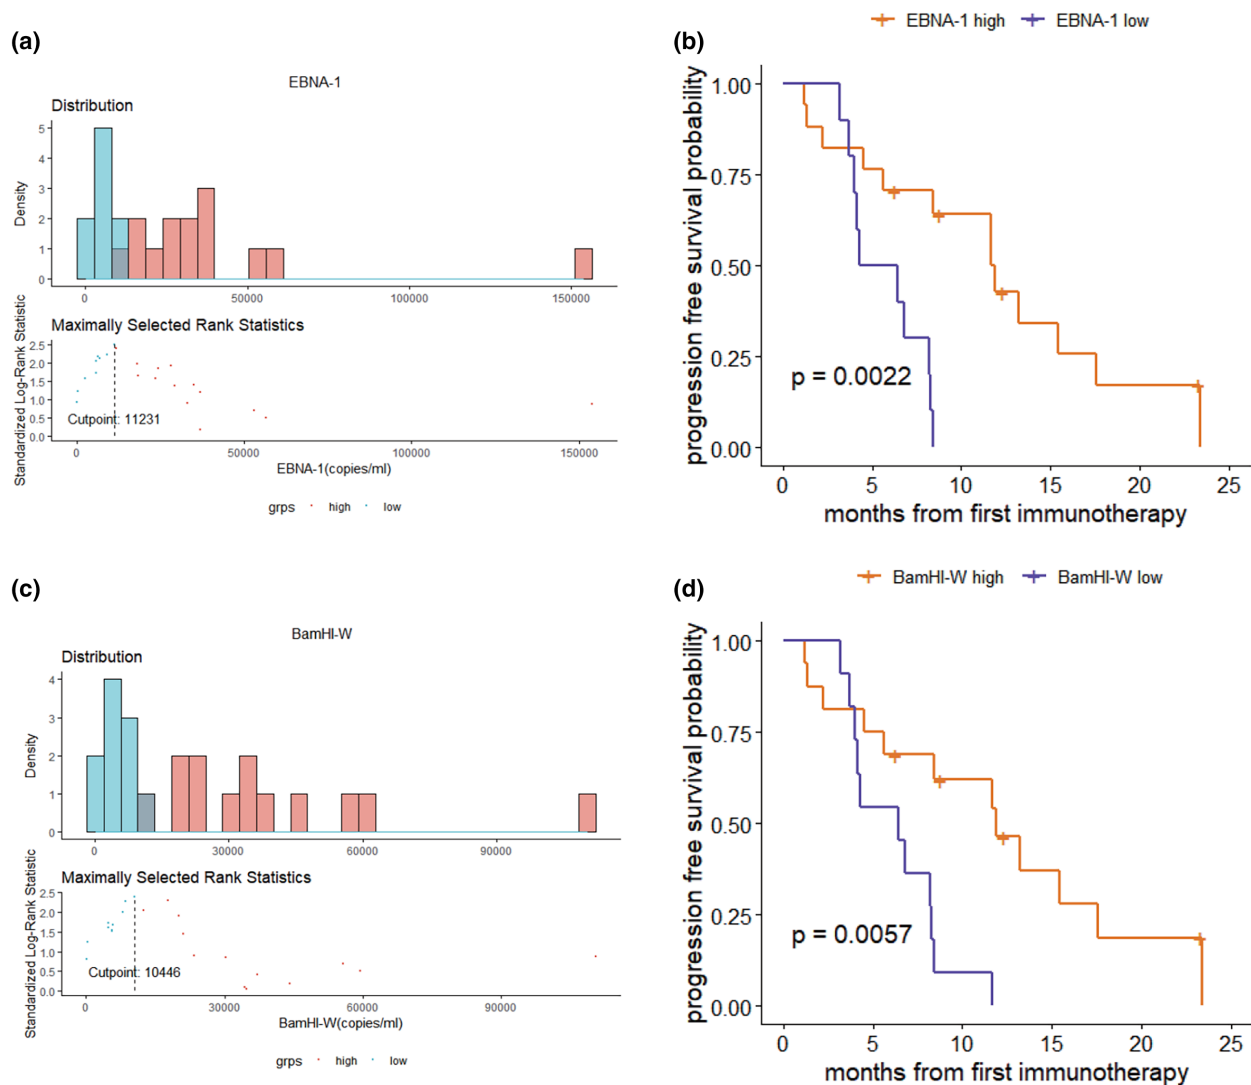 (a)
EBNA-1
Distribution
Density
5
4
3
2
1
0
0 50000 100000 150000
Maximally Selected Rank Statistics
Standardized Log-Rank Statistic
2.5
2.0
1.5
1.0
0.5
0.0
Cutpoint: 11231
0 50000 100000 150000
EBNA-1(copies/ml)
grps high low
(b)
EBNA-1 high EBNA-1 low
progression free survival probability
1.00
0.75
0.50
0.25
0.00
p = 0.0022
0 5 10 15 20 25
months from first immunotherapy
(c)
BamHI-W
Distribution
Density
4
3
2
1
0
0 30000 60000 90000
Maximally Selected Rank Statistics
Standardized Log-Rank Statistic
2.5
2.0
1.5
1.0
0.5
0.0
Cutpoint: 10446
0 30000 60000 90000
BamHI-W(copies/ml)
grps high low
(d)
BamHI-W high BamHI-W low
progression free survival probability
1.00
0.75
0.50
0.25
0.00
p = 0.0057
0 5 10 15 20 25
months from first immunotherapy